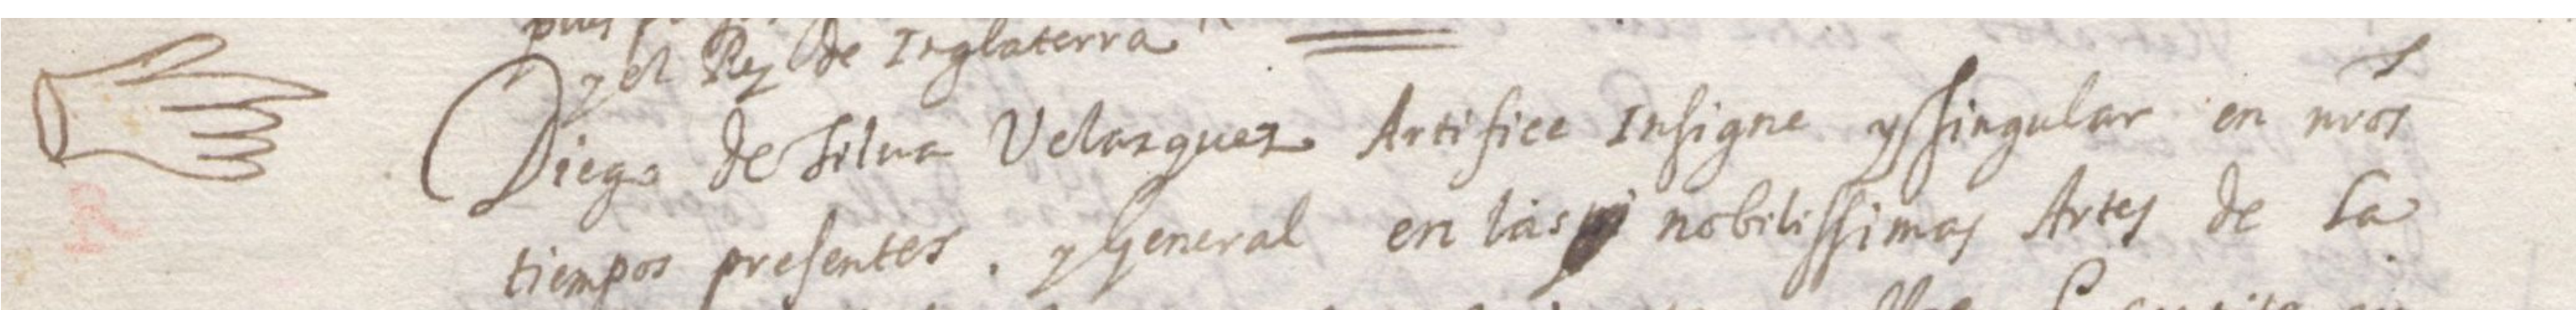 y el Rey de Inglaterra
Diego de Silua Velazquez Artifice Insigne y Singular en nros
tiempos presentes. y General en las nobilissimas Artes de La